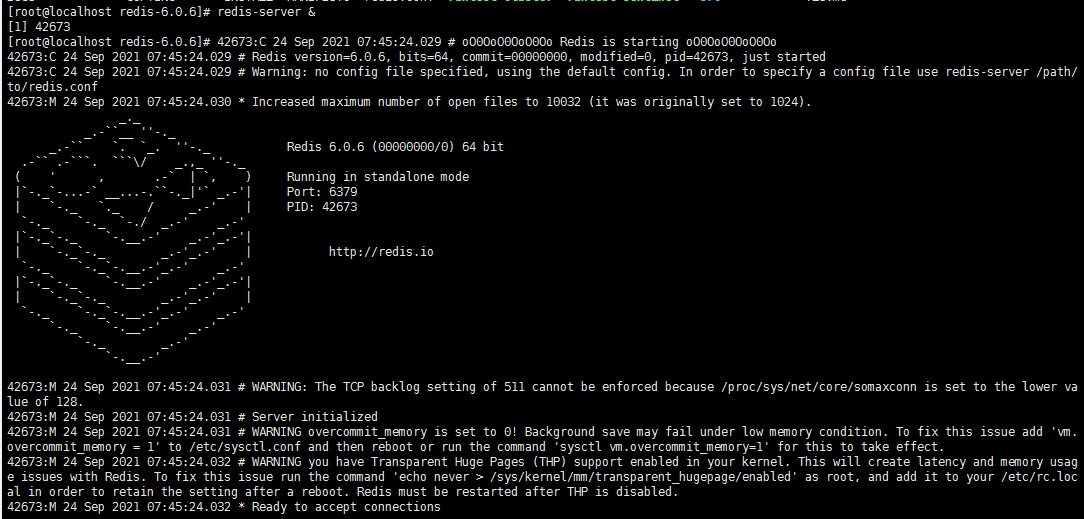 [root@localhost redis-6.0.6]# redis-server &
[1] 42673
[root@localhost redis-6.0.6]# 42673:C 24 Sep 2021 07:45:24.029 # oO0OoO0OoO0Oo Redis is starting oO0OoO0OoO0Oo
42673:C 24 Sep 2021 07:45:24.029 # Redis version=6.0.6, bits=64, commit=00000000, modified=0, pid=42673, just started
42673:C 24 Sep 2021 07:45:24.029 # Warning: no config file specified, using the default config. In order to specify a config file use redis-server /path/
to/redis.conf
42673:M 24 Sep 2021 07:45:24.030 * Increased maximum number of open files to 10032 (it was originally set to 1024).
Redis 6.0.6 (00000000/0) 64 bit
Running in standalone mode
Port: 6379
PID: 42673
http://redis.io
42673:M 24 Sep 2021 07:45:24.031 # WARNING: The TCP backlog setting of 511 cannot be enforced because /proc/sys/net/core/somaxconn is set to the lower va
lue of 128.
42673:M 24 Sep 2021 07:45:24.031 # Server initialized
42673:M 24 Sep 2021 07:45:24.031 # WARNING overcommit_memory is set to 0! Background save may fail under low memory condition. To fix this issue add 'vm.
overcommit_memory = 1' to /etc/sysctl.conf and then reboot or run the command 'sysctl vm.overcommit_memory=1' for this to take effect.
42673:M 24 Sep 2021 07:45:24.032 # WARNING you have Transparent Huge Pages (THP) support enabled in your kernel. This will create latency and memory usag
e issues with Redis. To fix this issue run the command 'echo never > /sys/kernel/mm/transparent_hugepage/enabled' as root, and add it to your /etc/rc.loc
al in order to retain the setting after a reboot. Redis must be restarted after THP is disabled.
42673:M 24 Sep 2021 07:45:24.032 * Ready to accept connections